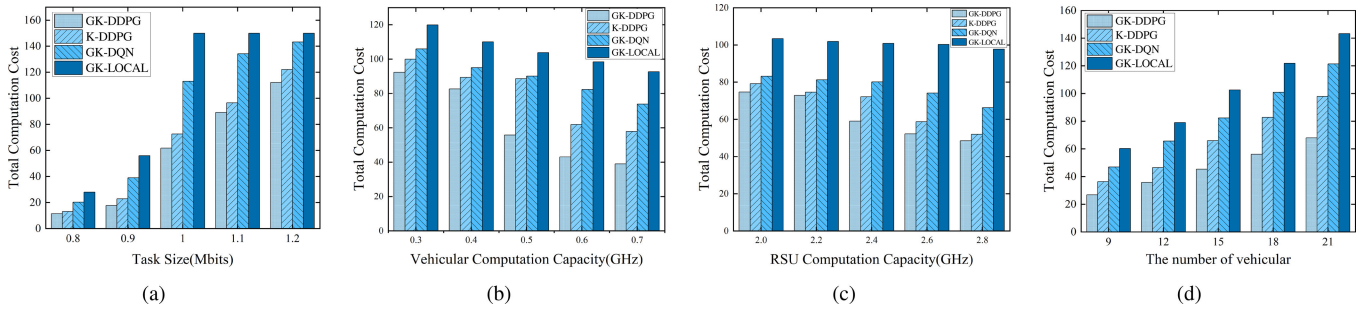 GK-DDPG
K-DDPG
GK-DQN
GK-LOCAL
Total Computation Cost
160
140
120
100
80
60
40
20
0
0.8 0.9 1 1.1 1.2
Task Size(Mbits)
(a)
GK-DDPG
K-DDPG
GK-DQN
GK-LOCAL
Total Computation Cost
120
100
80
60
40
20
0
0.3 0.4 0.5 0.6 0.7
Vehicular Computation Capacity(GHz)
(b)
GK-DDPG
K-DDPG
GK-DQN
GK-LOCAL
Total Computation Cost
120
100
80
60
40
20
0
2.0 2.2 2.4 2.6 2.8
RSU Computation Capacity(GHz)
(c)
GK-DDPG
K-DDPG
GK-DQN
GK-LOCAL
Total Computation Cost
160
140
120
100
80
60
40
20
0
9 12 15 18 21
The number of vehicular
(d)